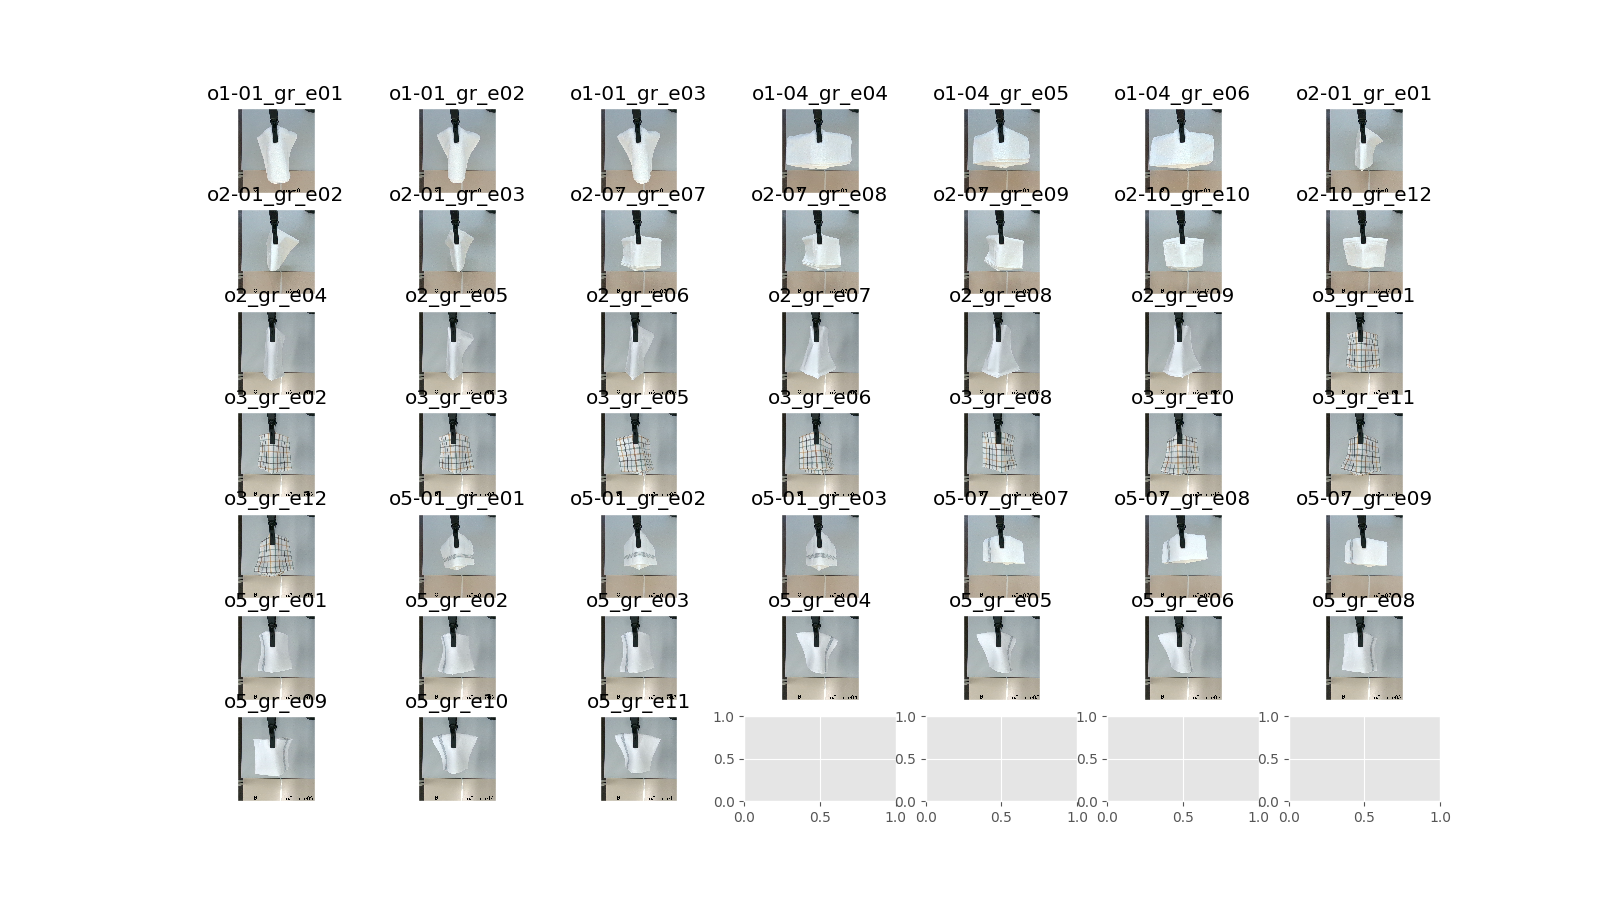 o1-01_gr_e01 o1-01_gr_e02 o1-01_gr_e03 o1-04_gr_e04 o1-04_gr_e05 o1-04_gr_e06 o2-01_gr_e01
o2-01_gr_e02 o2-01_gr_e03 o2-07_gr_e07 o2-07_gr_e08 o2-07_gr_e09 o2-10_gr_e10 o2-10_gr_e12
o2_gr_e04 o2_gr_e05 o2_gr_e06 o2_gr_e07 o2_gr_e08 o2_gr_e09 o3_gr_e01
o3_gr_e02 o3_gr_e03 o3_gr_e05 o3_gr_e06 o3_gr_e08 o3_gr_e10 o3_gr_e11
o3_gr_e12 o5-01_gr_e01 o5-01_gr_e02 o5-01_gr_e03 o5-07_gr_e07 o5-07_gr_e08 o5-07_gr_e09
o5_gr_e01 o5_gr_e02 o5_gr_e03 o5_gr_e04 o5_gr_e05 o5_gr_e06 o5_gr_e08
o5_gr_e09 o5_gr_e10 o5_gr_e11
1.0 1.0 1.0 1.0
0.5 0.5 0.5 0.5
0.0 0.0 0.0 0.0
0.0 0.5 1.0 0.0 0.5 1.0 0.0 0.5 1.0 0.0 0.5 1.0